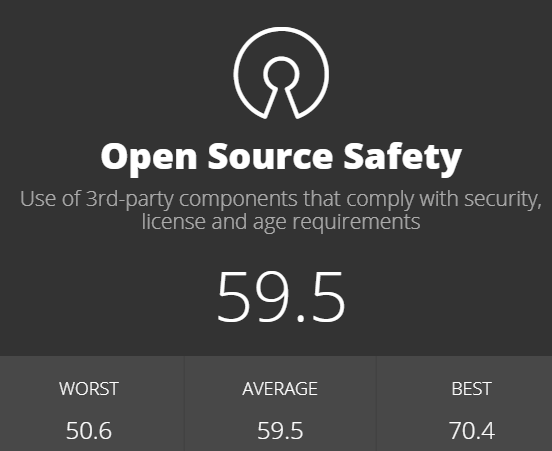 Open Source Safety
Use of 3rd-party components that comply with security,
license and age requirements
59.5
WORST AVERAGE BEST
50.6 59.5 70.4